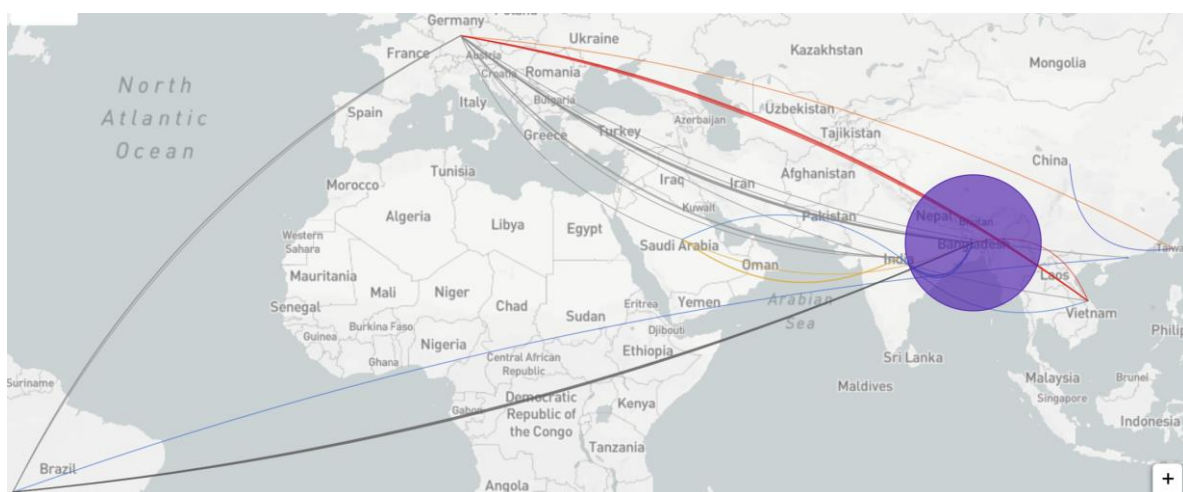 Germany
Ukraine
France
Austria
Kazakhstan
Mongolia
Croatia
Romania
North
Atlantic
Ocean
Spain
Italy
Bulgaria
Uzbekistan
Azerbaijan
Greece
Turkey
Tajikistan
Tunisia
China
Morocco
Iraq
Iran
Afghanistan
Algeria
Libya
Egypt
Kuwait
Pakistan
Nepal
Bhutan
Western
Sahara
Saudi Arabia
Bangladesh
Taiwa
Oman
India
Mauritania
Laos
Mali
Niger
Chad
Sudan
Eritrea
Yemen
Arabian
Sea
Senegal
Vietnam
Burkina Faso
Djibouti
Philip
Guinea
Nigeria
Ghana
Central African
Republic
Ethiopia
Sri Lanka
Suriname
Maldives
Malaysia
Brunei
Singapore
Gabon
Democratic
Republic of
the Congo
Kenya
Indonesia
Tanzania
Brazil
Angola
+